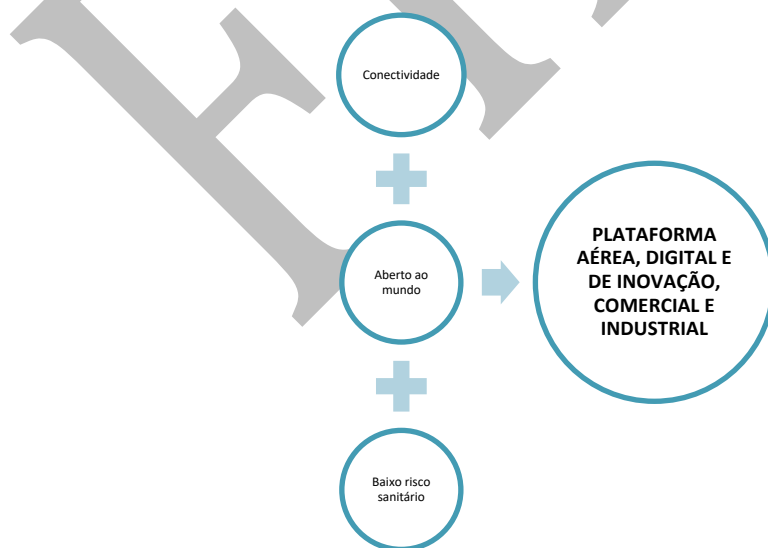 Conectividade
Aberto ao
mundo
Baixo risco
sanitário
PLATAFORMA
AÉREA, DIGITAL E
DE INOVAÇÃO,
COMERCIAL E
INDUSTRIAL